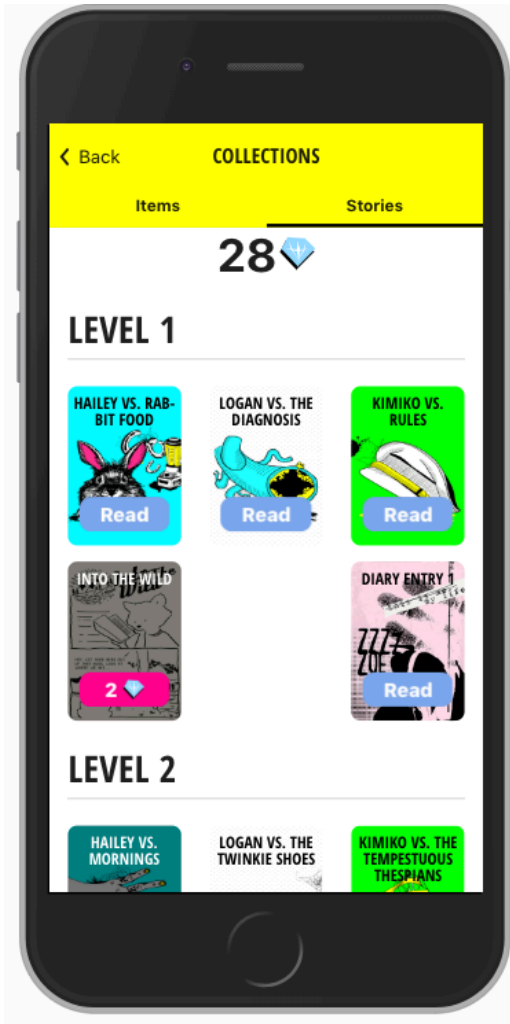 Back
COLLECTIONS
Items
Stories
28
LEVEL 1
HAILEY VS. RAB-
BIT FOOD
Read
LOGAN VS. THE
DIAGNOSIS
Read
KIMIKO VS.
RULES
Read
INTO THE WILD
2
DIARY ENTRY 1
ZZZ
ZOE
Read
LEVEL 2
HAILEY VS.
MORNINGS
LOGAN VS. THE
TWINKIE SHOES
KIMIKO VS. THE
TEMPESTUOUS
THESPIANS